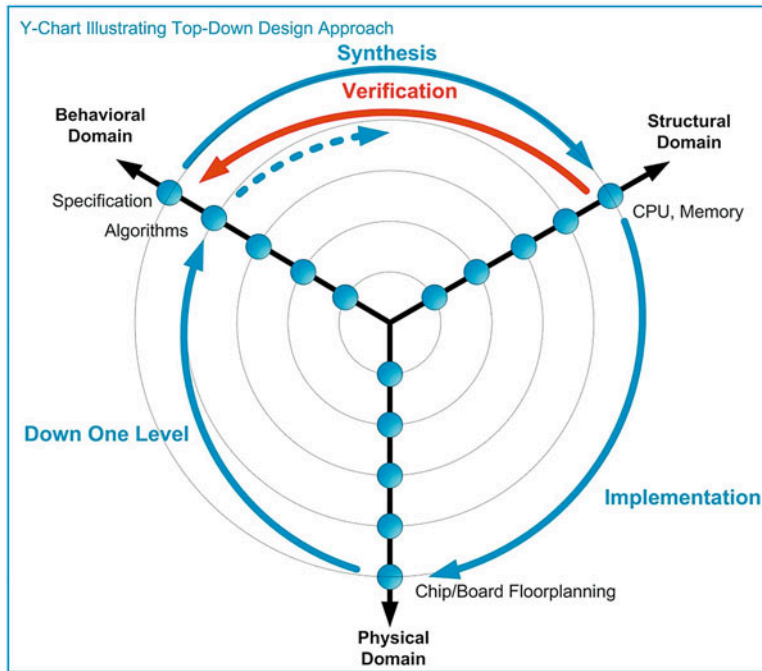 Y-Chart Illustrating Top-Down Design Approach
Synthesis
Verification
Behavioral
Domain
Structural
Domain
Specification
Algorithms
CPU, Memory
Down One Level
Implementation
Chip/Board Floorplanning
Physical
Domain